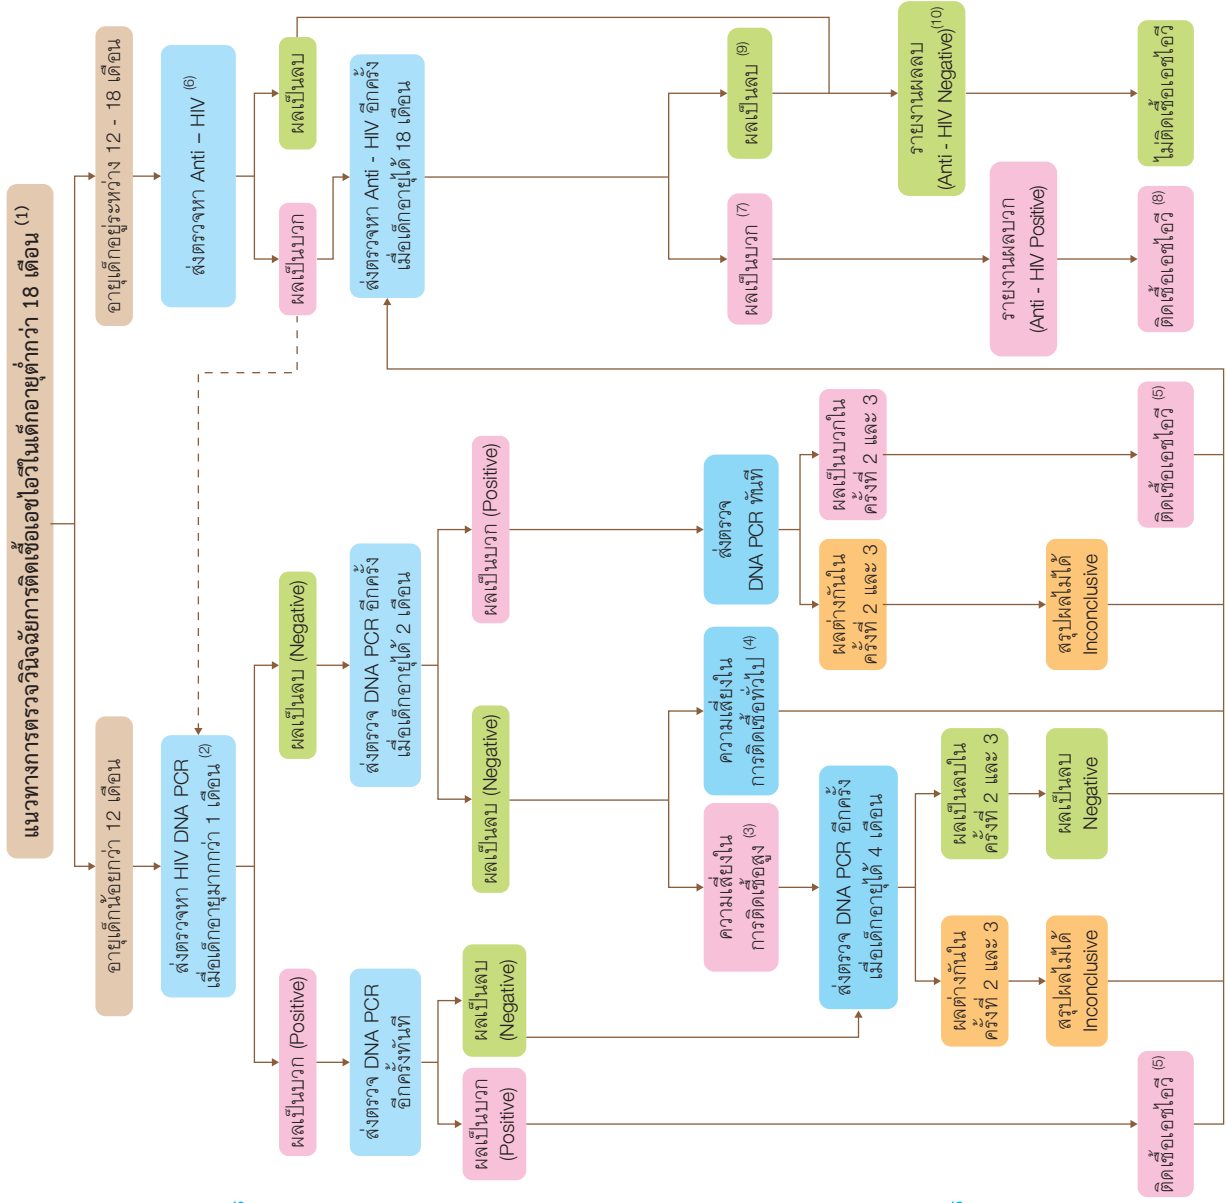 แนวทางการตรวจวินิจฉัยการติดเชื้อเอชไอวีในเด็กอายุต่ำกว่า 18 เดือน (1)
อายุเด็กน้อยกว่า 12 เดือน
อายุเด็กอยู่ระหว่าง 12 - 18 เดือน
ส่งตรวจหา HIV DNA PCR
เมื่อเด็กอายุมากกว่า 1 เดือน (2)
ส่งตรวจหา Anti – HIV (6)
ผลเป็นบวก (Positive)
ผลเป็นลบ (Negative)
ผลเป็นบวก
ผลเป็นลบ
ส่งตรวจ DNA PCR
อีกครั้งทันที
ส่งตรวจ DNA PCR อีกครั้ง
เมื่อเด็กอายุได้ 2 เดือน
ส่งตรวจหา Anti - HIV อีกครั้ง
เมื่อเด็กอายุได้ 18 เดือน
ผลเป็นบวก
(Positive)
ผลเป็นลบ
(Negative)
ผลเป็นลบ (Negative)
ผลเป็นบวก (Positive)
ความเสี่ยงใน
การติดเชื้อสูง (3)
ความเสี่ยงใน
การติดเชื้อทั่วไป (4)
ส่งตรวจ
DNA PCR ทันที
ผลเป็นบวก (7)
ผลเป็นลบ (9)
ส่งตรวจ DNA PCR อีกครั้ง
เมื่อเด็กอายุได้ 4 เดือน
ผลต่างกันใน
ครั้งที่ 2 และ 3
ผลเป็นบวกใน
ครั้งที่ 2 และ 3
รายงานผลลบ
(Anti - HIV Negative)(10)
ผลต่างกันใน
ครั้งที่ 2 และ 3
ผลเป็นลบใน
ครั้งที่ 2 และ 3
รายงานผลบวก
(Anti - HIV Positive)
สรุปผลไม่ได้
Inconclusive
ผลเป็นลบ
Negative
สรุปผลไม่ได้
Inconclusive
ติดเชื้อเอชไอวี (5)
ติดเชื้อเอชไอวี (5)
ติดเชื้อเอชไอวี (8)
ไม่ติดเชื้อเอชไอวี